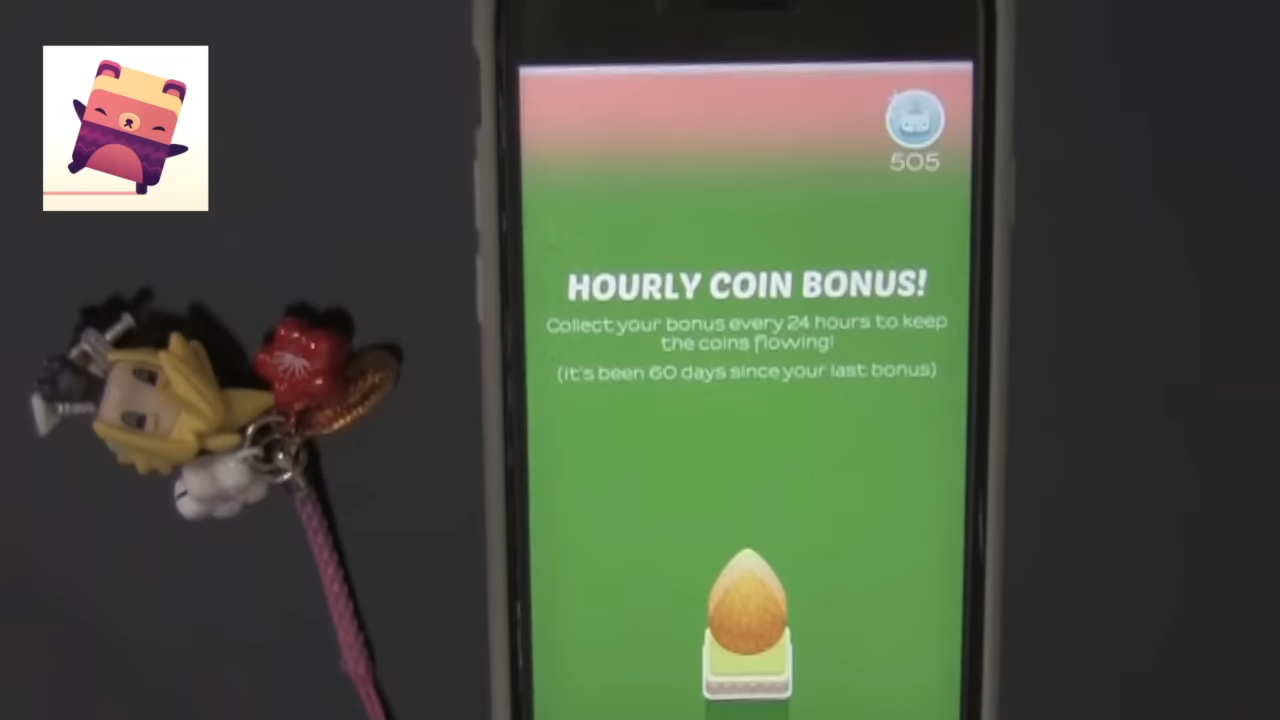 505
HOURLY COIN BONUS!
Collect your bonus every 24 hours to keep
the coins flowing!
(it's been 60 days since your last bonus)